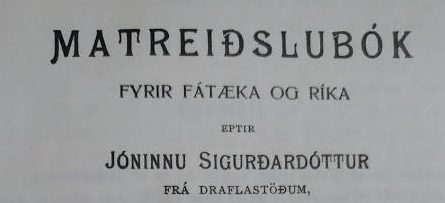 MATREIÐSLUBÓK
FYRIR FÁTÆKA OG RÍKA
EPTIR
JÓNINNU SIGURÐARDÓTTUR
FRÁ DRAFLASTÖÐUM,